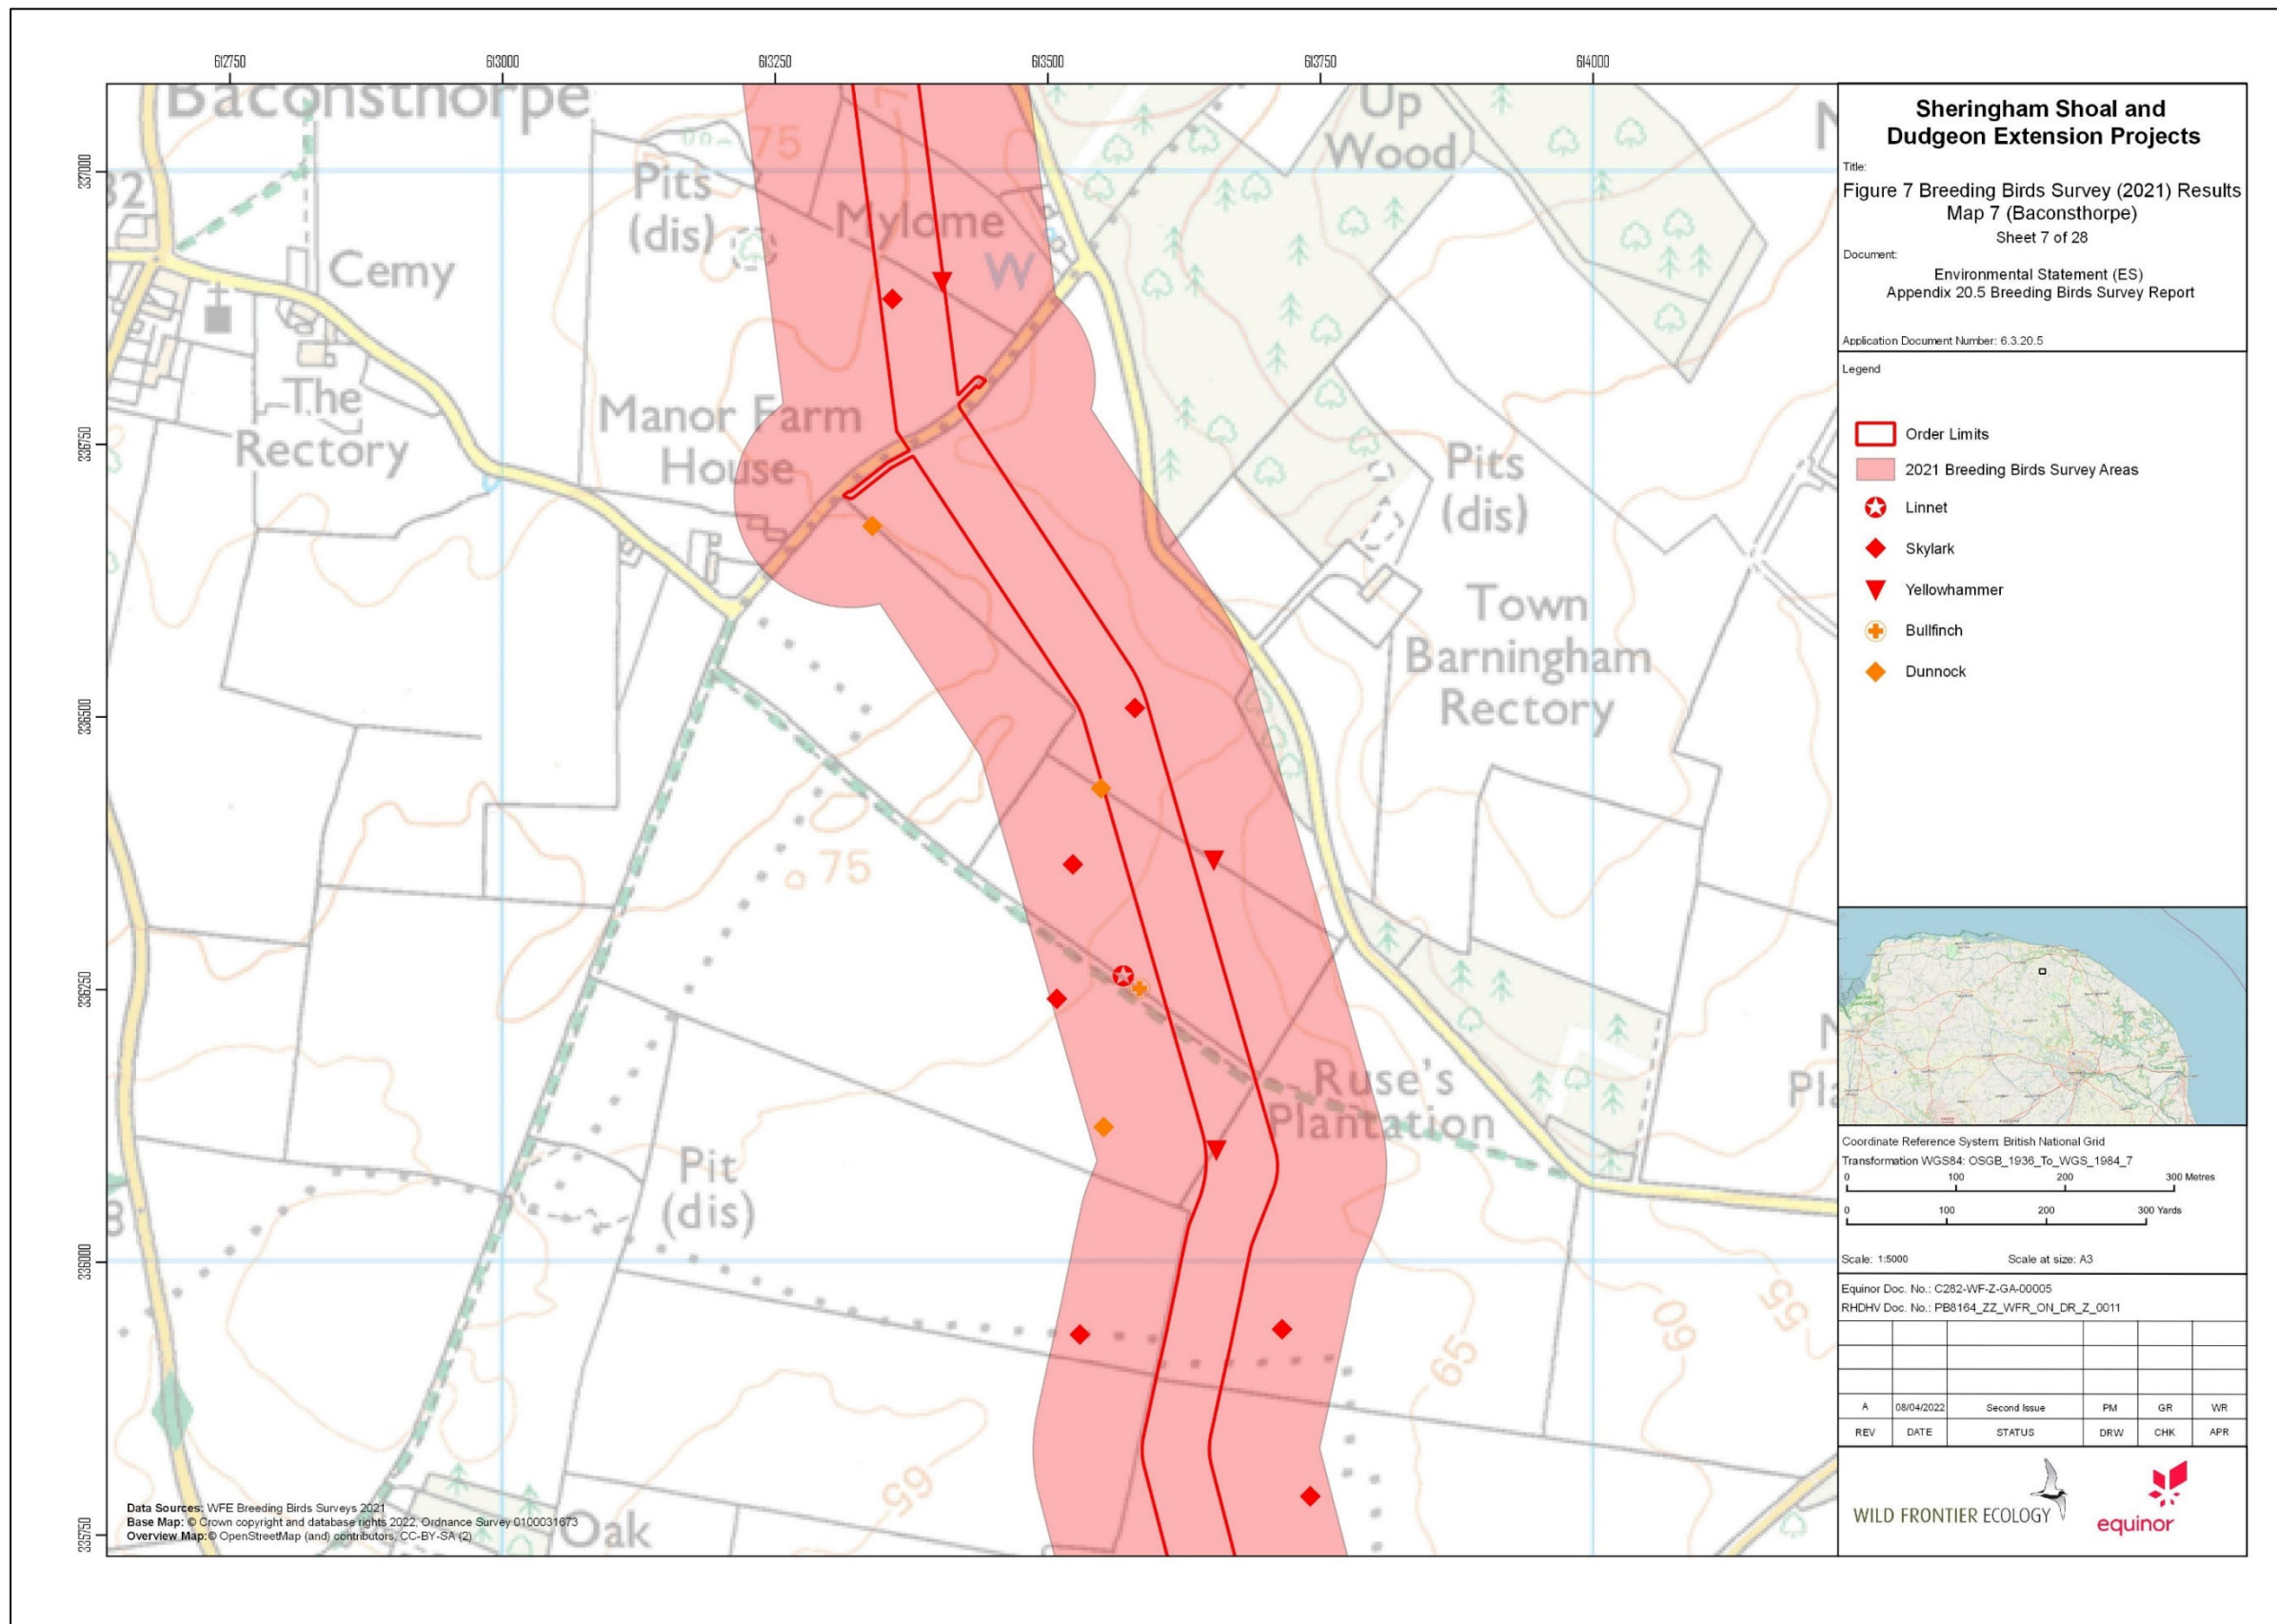 612750
613000
613250
613500
613750
614000
337000
336750
336500
336250
336000
335750
Baconsthorpe
75
Up
Wood
Pits
(dis)
Mylome
W
Cemy
The
Rectory
Manor Farm
House
Pits
(dis)
Town
Barningham
Rectory
75
Ruse's
Plantation
Pit
(dis)
55
60
65
65
Oak
Data Sources: WFE Breeding Birds Surveys 2021
Base Map: © Crown copyright and database rights 2022, Ordnance Survey 0100031673
Overview Map:© OpenStreetMap (and) contributors, CC-BY-SA (2)
Sheringham Shoal and
Dudgeon Extension Projects
Title:
Figure 7 Breeding Birds Survey (2021) Results
Map 7 (Baconsthorpe)
Sheet 7 of 28
Document:
Environmental Statement (ES)
Appendix 20.5 Breeding Birds Survey Report
Application Document Number: 6.3.20.5
Legend
Order Limits
2021 Breeding Birds Survey Areas
Linnet
Skylark
Yellowhammer
Bullfinch
Dunnock
Coordinate Reference System: British National Grid
Transformation WGS84: OSGB_1936_To_WGS_1984_7
0 100 200 300 Metres
0 100 200 300 Yards
Scale: 1:5000 Scale at size: A3
Equinor Doc. No.: C282-WF-Z-GA-00005
RHDHV Doc. No.: PB8164_ZZ_WFR_ON_DR_Z_0011
A 08/04/2022 Second Issue PM GR WR
REV DATE STATUS DRW CHK APR
WILD FRONTIER ECOLOGY
equinor